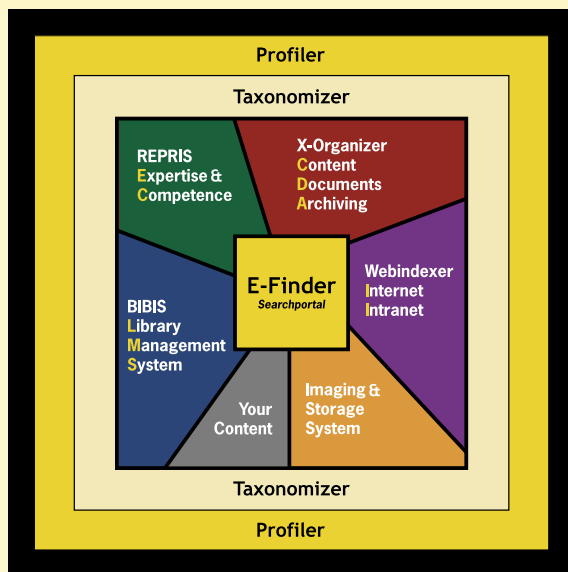 Profiler
Taxonomizer
REPRIS
Expertise &
Competence
X-Organizer
Content
Documents
Archiving
Webindexer
Internet
Intranet
E-Finder
Searchportal
BIBIS
Library
Management
System
Your
Content
Imaging &
Storage
System
Taxonomizer
Profiler